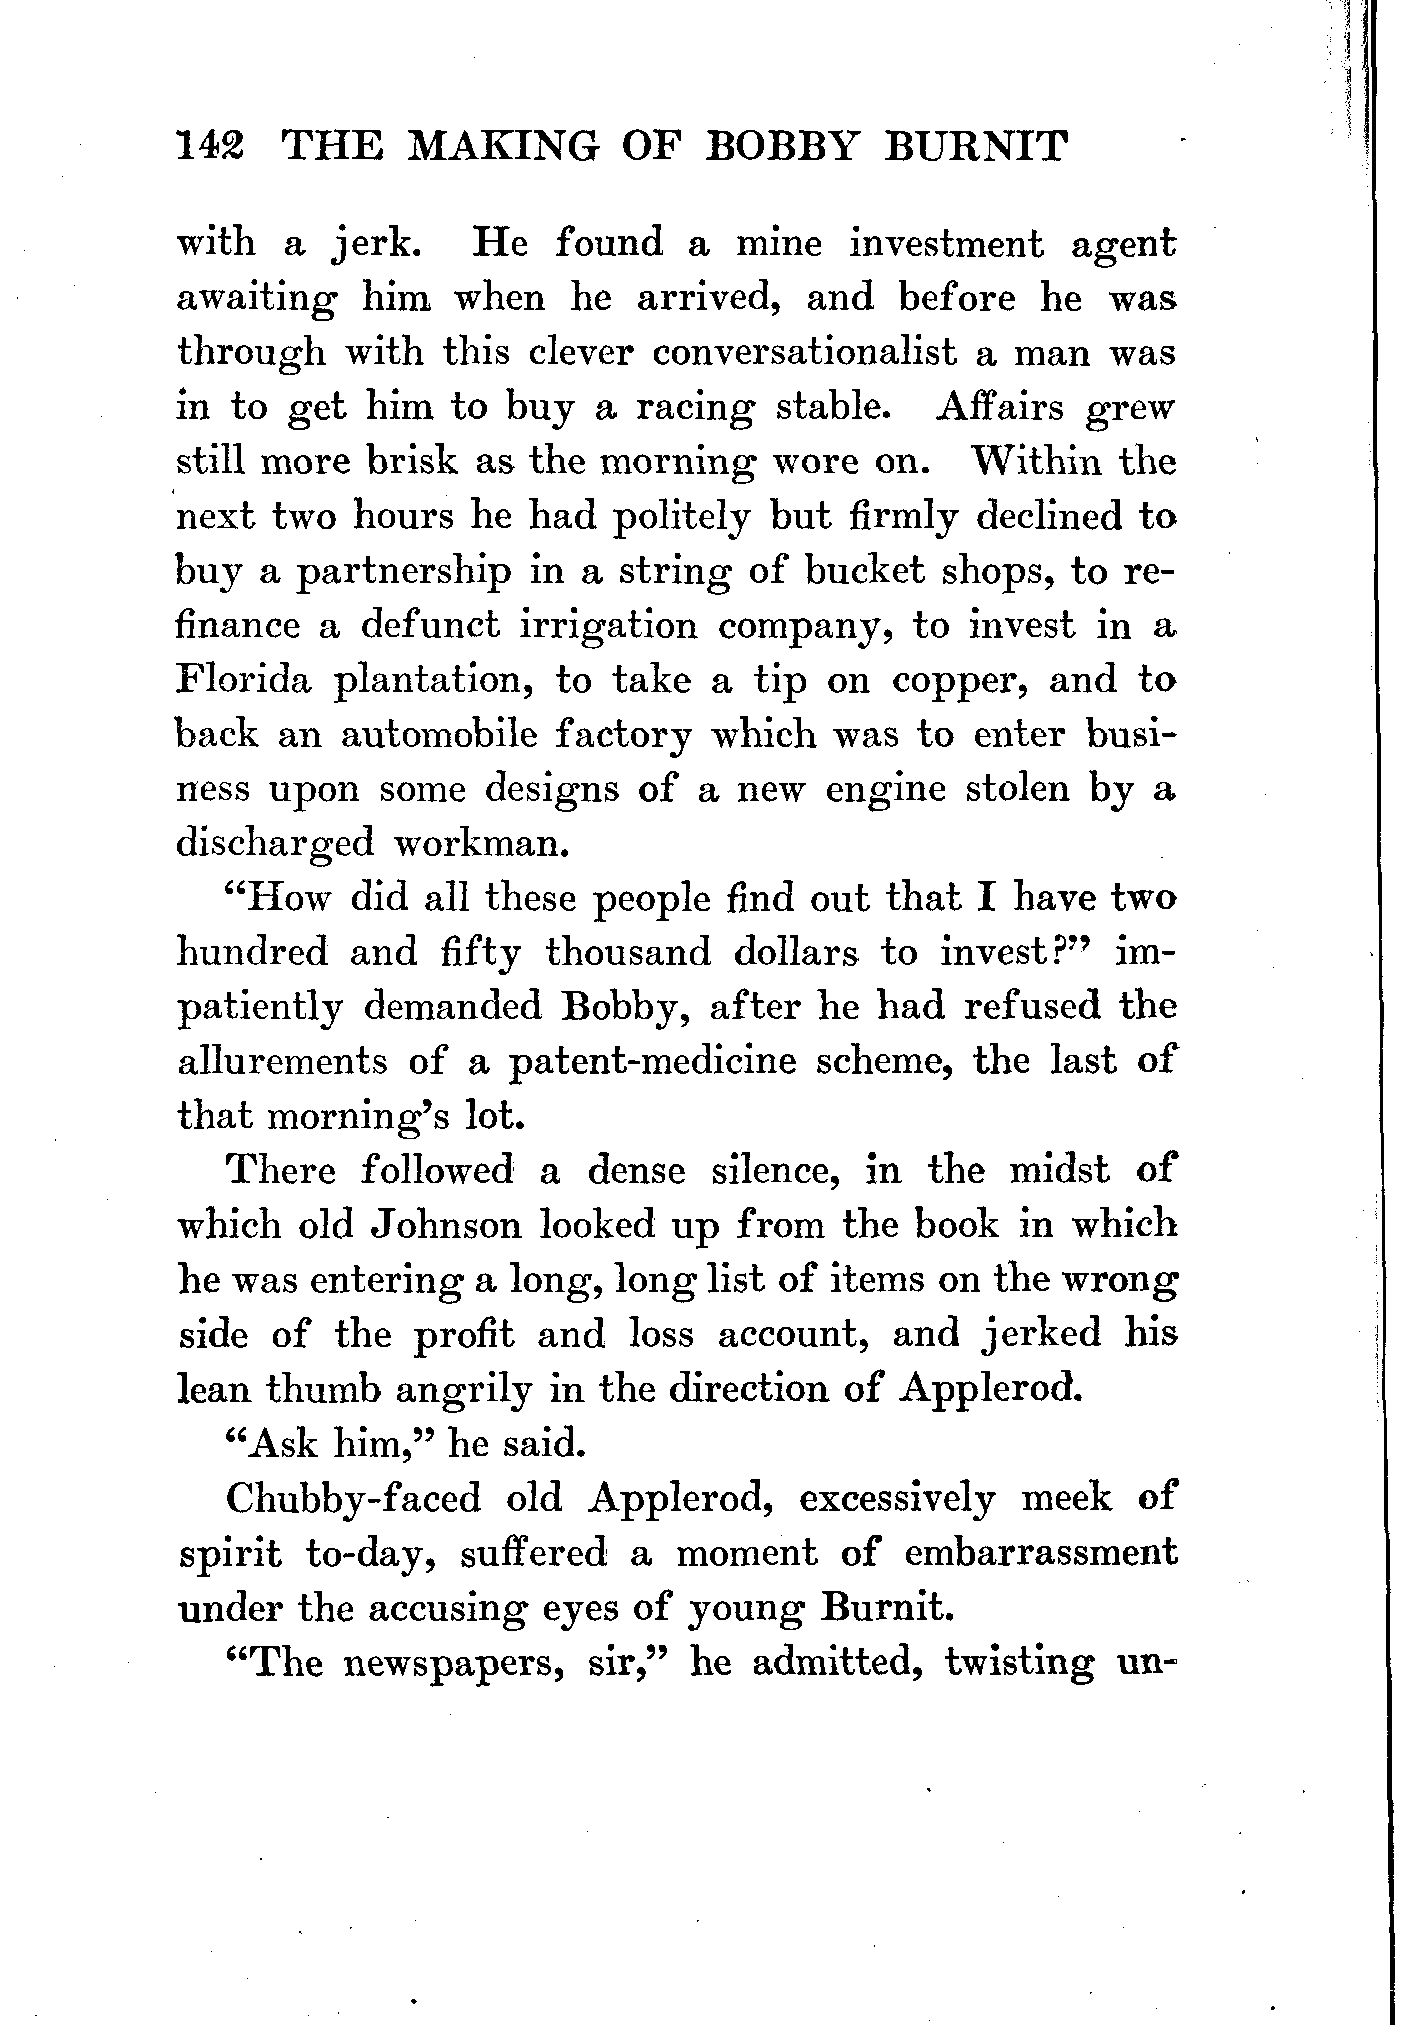 142 THE MAKING OF BOBBY BURNIT
with a jerk. He found a mine investment agent
awaiting him when he arrived, and before he was
through with this clever conversationalist a man was
in to get him to buy a racing stable. Affairs grew
still more brisk as the morning wore on. Within the
next two hours he had politely but firmly declined to
buy a partnership in a string of bucket shops, to re-
finance a defunct irrigation company, to invest in a
Florida plantation, to take a tip on copper, and to
back an automobile factory which was to enter busi-
ness upon some designs of a new engine stolen by a
discharged workman.
“How did all these people find out that I have two
hundred and fifty thousand dollars to invest?” im-
patiently demanded Bobby, after he had refused the
allurements of a patent-medicine scheme, the last of
that morning’s lot.
There followed a dense silence, in the midst of
which old Johnson looked up from the book in which
he was entering a long, long list of items on the wrong
side of the profit and loss account, and jerked his
lean thumb angrily in the direction of Applerod.
“Ask him,” he said.
Chubby-faced old Applerod, excessively meek of
spirit to-day, suffered a moment of embarrassment
under the accusing eyes of young Burnit.
“The newspapers, sir,” he admitted, twisting un-